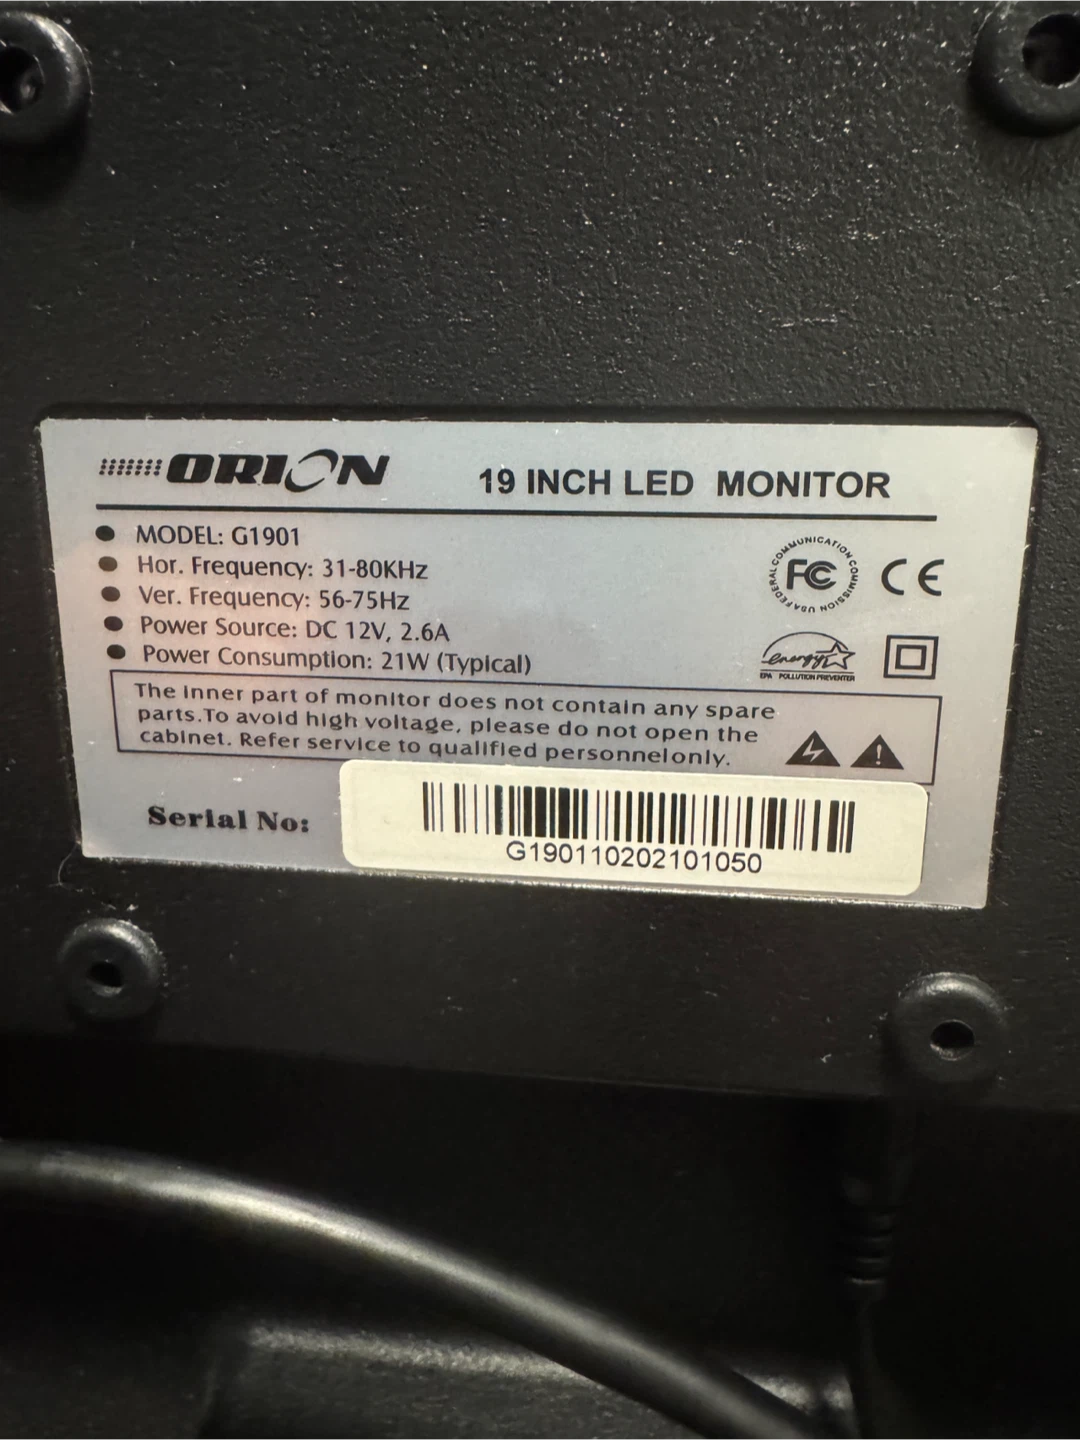 ORION 19 INCH LED MONITOR
MODEL: G1901
Hor. Frequency: 31-80KHz
Ver. Frequency: 56-75Hz
Power Source: DC 12V, 2.6A
Power Consumption: 21W (Typical)
FEDERAL COMMUNICATION COMMISSION USA
FC
CE
energy
EPA POLLUTION PREVENTER
The inner part of monitor does not contain any spare
parts.To avoid high voltage, please do not open the
cabinet. Refer service to qualified personnelonly.
Serial No:
G190110202101050